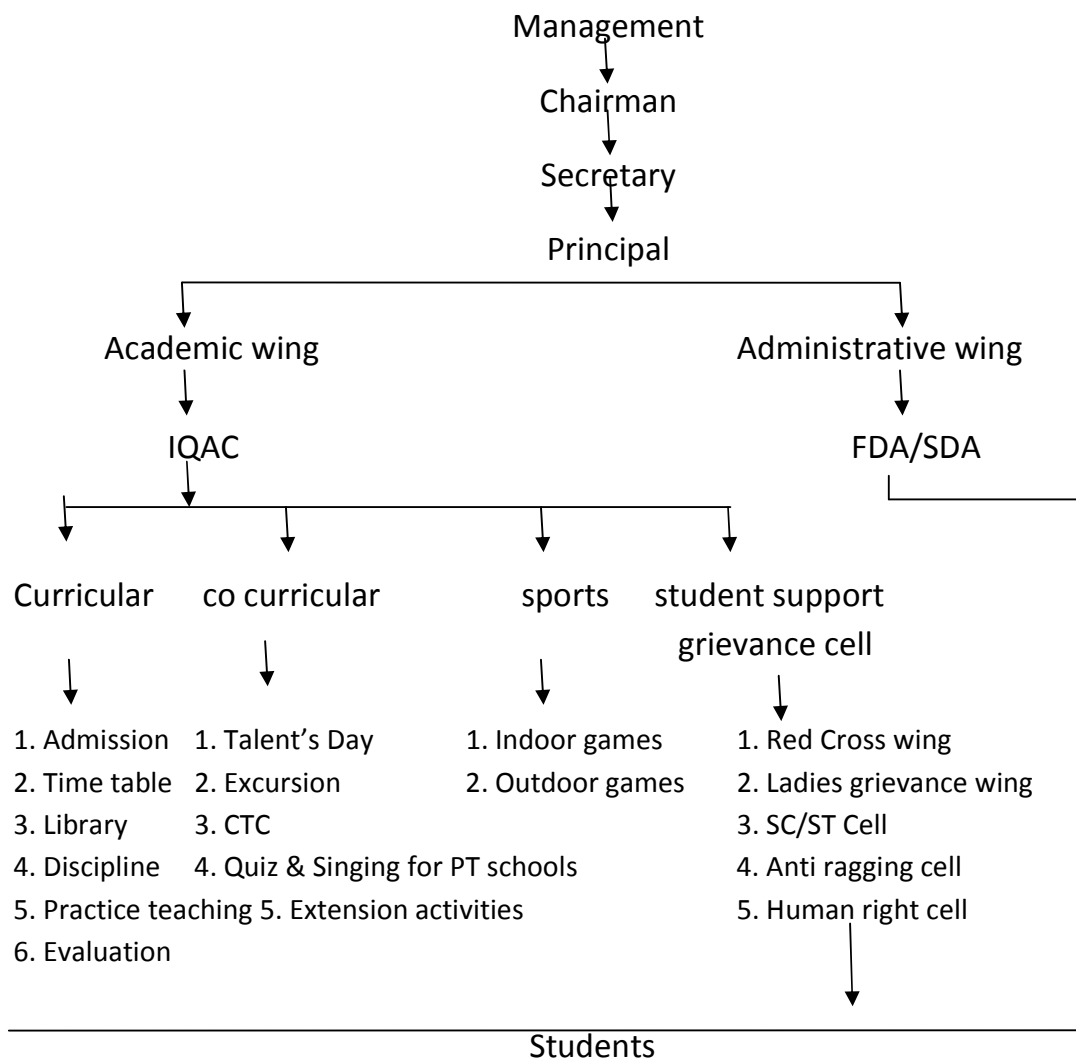 Management
Chairman
Secretary
Principal
Academic wing Administrative wing
IQAC FDA/SDA
Curricular co curricular sports student support
grievance cell
1. Admission 1. Talent’s Day 1. Indoor games 1. Red Cross wing
2. Time table 2. Excursion 2. Outdoor games 2. Ladies grievance wing
3. Library 3. CTC 3. SC/ST Cell
4. Discipline 4. Quiz & Singing for PT schools 4. Anti ragging cell
5. Practice teaching 5. Extension activities 5. Human right cell
6. Evaluation
Students